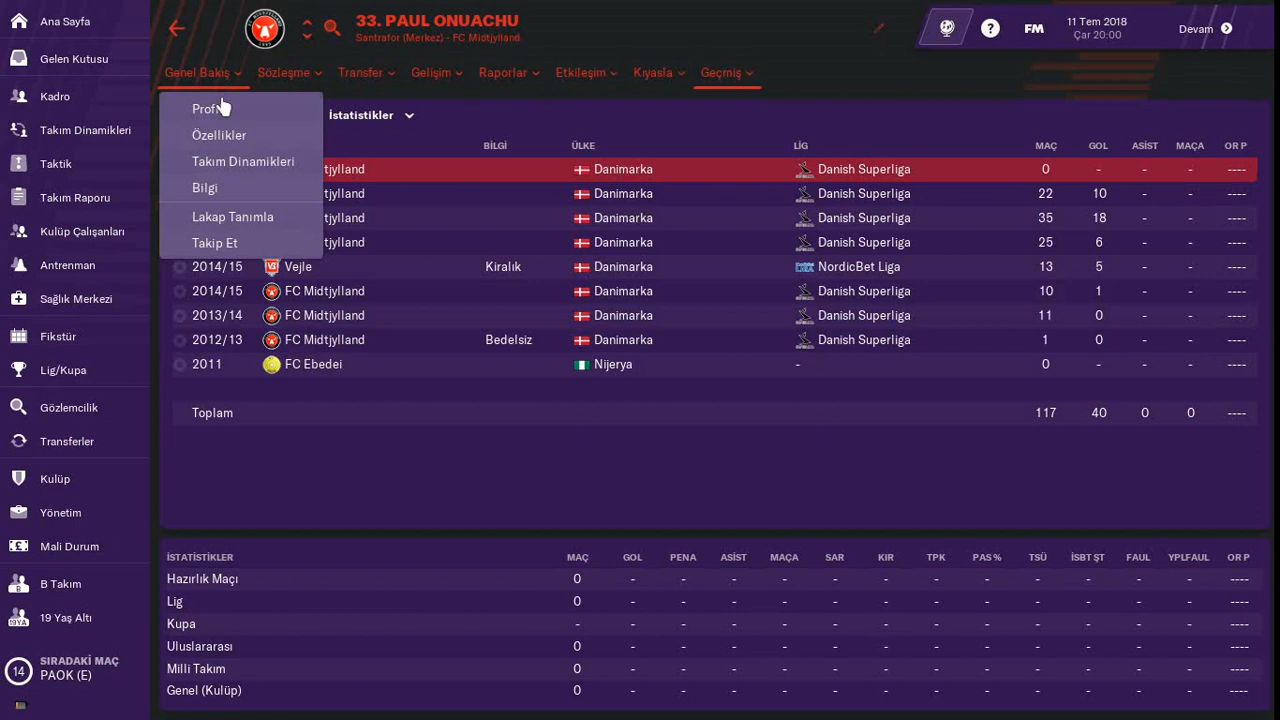 Ana Sayfa
Gelen Kutusu
Kadro
Takım Dinamikleri
Taktik
Takım Raporu
Kulüp Çalışanları
Antrenman
Sağlık Merkezi
Fikstür
Lig/Kupa
Gözlemcilik
Transferler
Kulüp
Yönetim
Mali Durum
B Takım
19 Yaş Altı
14 SIRADAKİ MAÇ
PAOK (E)
33. PAUL ONUACHU
Santrafor (Merkez) - FC Midtjylland
FM
11 Tem 2018
Çar 20:00
Devam
Genel Bakış Sözleşme Transfer Gelişim Raporlar Etkileşim Kıyasla Geçmiş
Özellikler
Takım Dinamikleri
Bilgi
Lakap Tanımla
Takip Et
İstatistikler
BİLGİ ÜLKE LİG MAÇ GOL ASİST MAÇA OR P
Danimarka Danish Superliga 0 - - - ----
Danimarka Danish Superliga 22 10 - - ----
Danimarka Danish Superliga 35 18 - - ----
Danimarka Danish Superliga 25 6 - - ----
2014/15 Vejle Kiralık Danimarka NordicBet Liga 13 5 - - ----
2014/15 FC Midtjylland Danimarka Danish Superliga 10 1 - - ----
2013/14 FC Midtjylland Danimarka Danish Superliga 11 0 - - ----
2012/13 FC Midtjylland Bedelsiz Danimarka Danish Superliga 1 0 - - ----
2011 FC Ebedei Nijerya - 0 - - - ----
Toplam 117 40 0 0 ----
İSTATİSTİKLER MAÇ GOL PENA ASİST MAÇA SAR KIR TPK PAS % TSÜ İSBT ŞT FAUL YPLFAUL OR P
Hazırlık Maçı 0 - - - - - - - - - - - - ----
Lig 0 - - - - - - - - - - - - ----
Kupa - - - - - - - - - - - - - ----
Uluslararası 0 - - - - - - - - - - - - ----
Milli Takım 0 - - - - - - - - - - - - ----
Genel (Kulüp) 0 - - - - - - - - - - - - ----